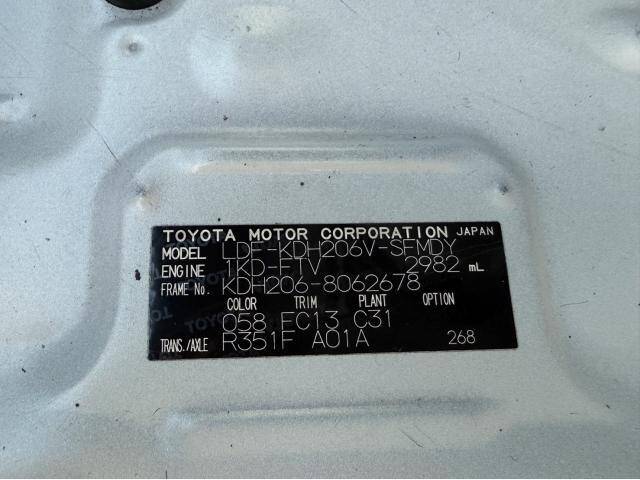 TOYOTA MOTOR CORPORATION JAPAN
MODEL LDF-KDH206V-SFMDY
ENGINE 1KD-FTV 2982 mL
FRAME No. KDH206-8062678
COLOR TRIM PLANT OPTION
058 FC13 C31
TRANS./AXLE R351F A01A 268